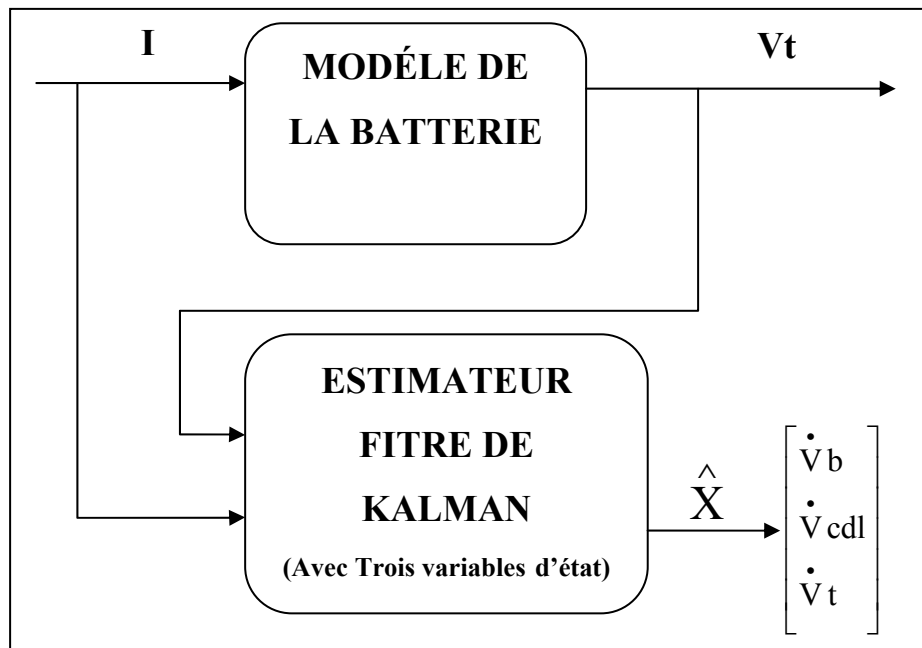 I
MODÉLE DE
LA BATTERIE
Vt
ESTIMATEUR
FITRE DE
KALMAN
(Avec Trois variables d’état)
X̂
V̇b
V̇cdl
V̇t